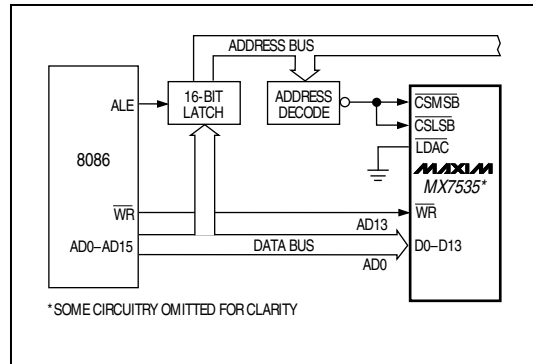 ADDRESS BUS
ALE
16-BIT
LATCH
ADDRESS
DECODE
CSMSB
CSLSB
LDAC
8086
MAXIM
MX7535*
WR
WR
AD13
AD0–AD15
DATA BUS
D0–D13
AD0
* SOME CIRCUITRY OMITTED FOR CLARITY